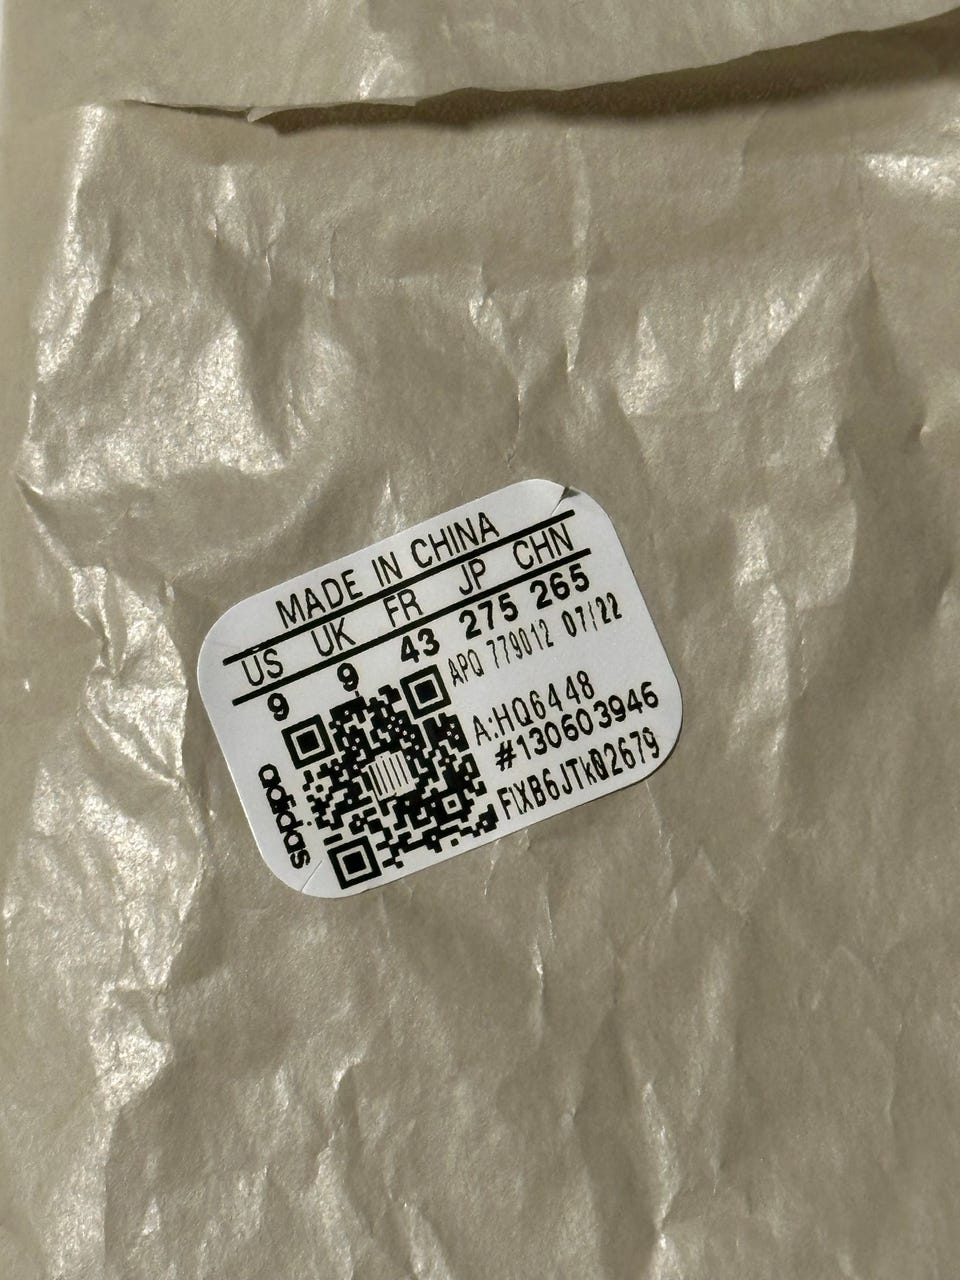 MADE IN CHINA
US UK FR JP CHN
9 9 43 275 265
APQ 779012 07/22
A:HQ6448
#130603946
FIXB6JTk02679
adidas